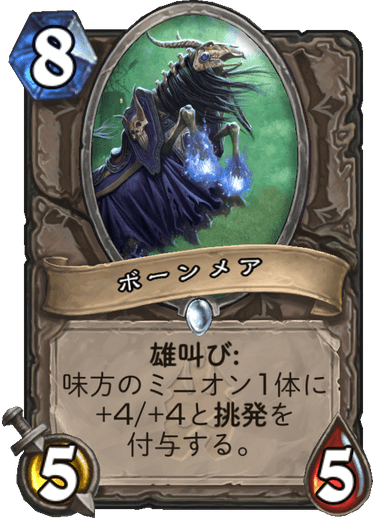 8
ボーンメア
雄叫び:
味方のミニオン1体に
+4/+4と挑発を
付与する。
5
5